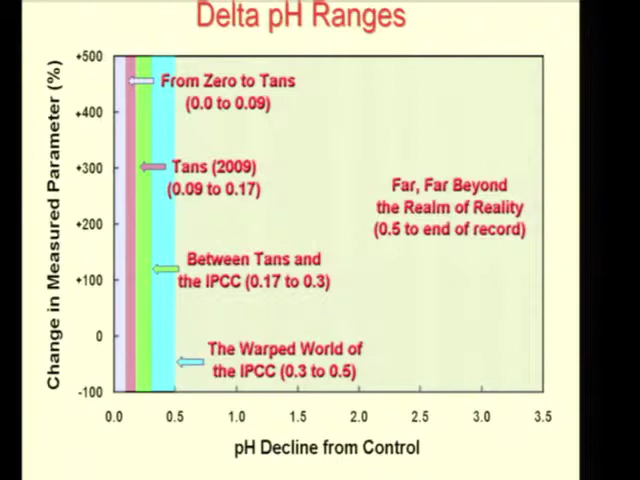 Delta pH Ranges
Change in Measured Parameter (%)
+500
+400
+300
+200
+100
0
-100
From Zero to Tans
(0.0 to 0.09)
Tans (2009)
(0.09 to 0.17)
Far, Far Beyond
the Realm of Reality
(0.5 to end of record)
Between Tans and
the IPCC (0.17 to 0.3)
The Warped World of
the IPCC (0.3 to 0.5)
0.0 0.5 1.0 1.5 2.0 2.5 3.0 3.5
pH Decline from Control